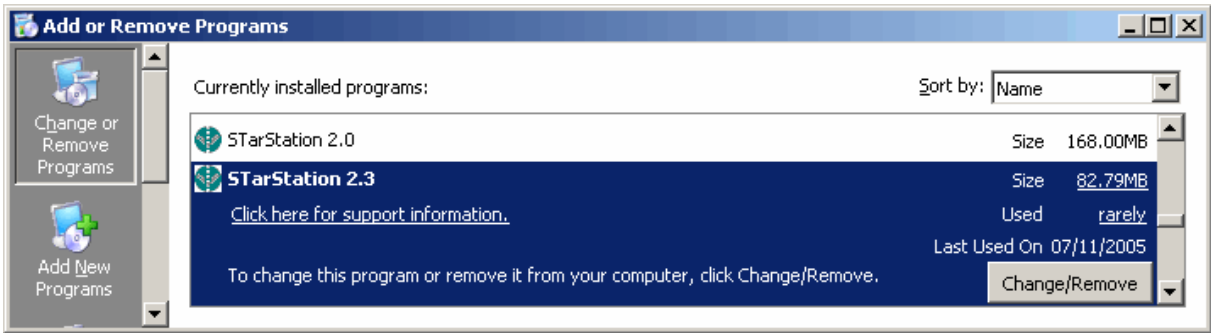 Add or Remove Programs
Change or
Remove
Programs
Add New
Programs
Currently installed programs:
Sort by: Name
STarStation 2.0 Size 168.00MB
STarStation 2.3 Size 82.79MB
Click here for support information. Used rarely
Last Used On 07/11/2005
To change this program or remove it from your computer, click Change/Remove. Change/Remove